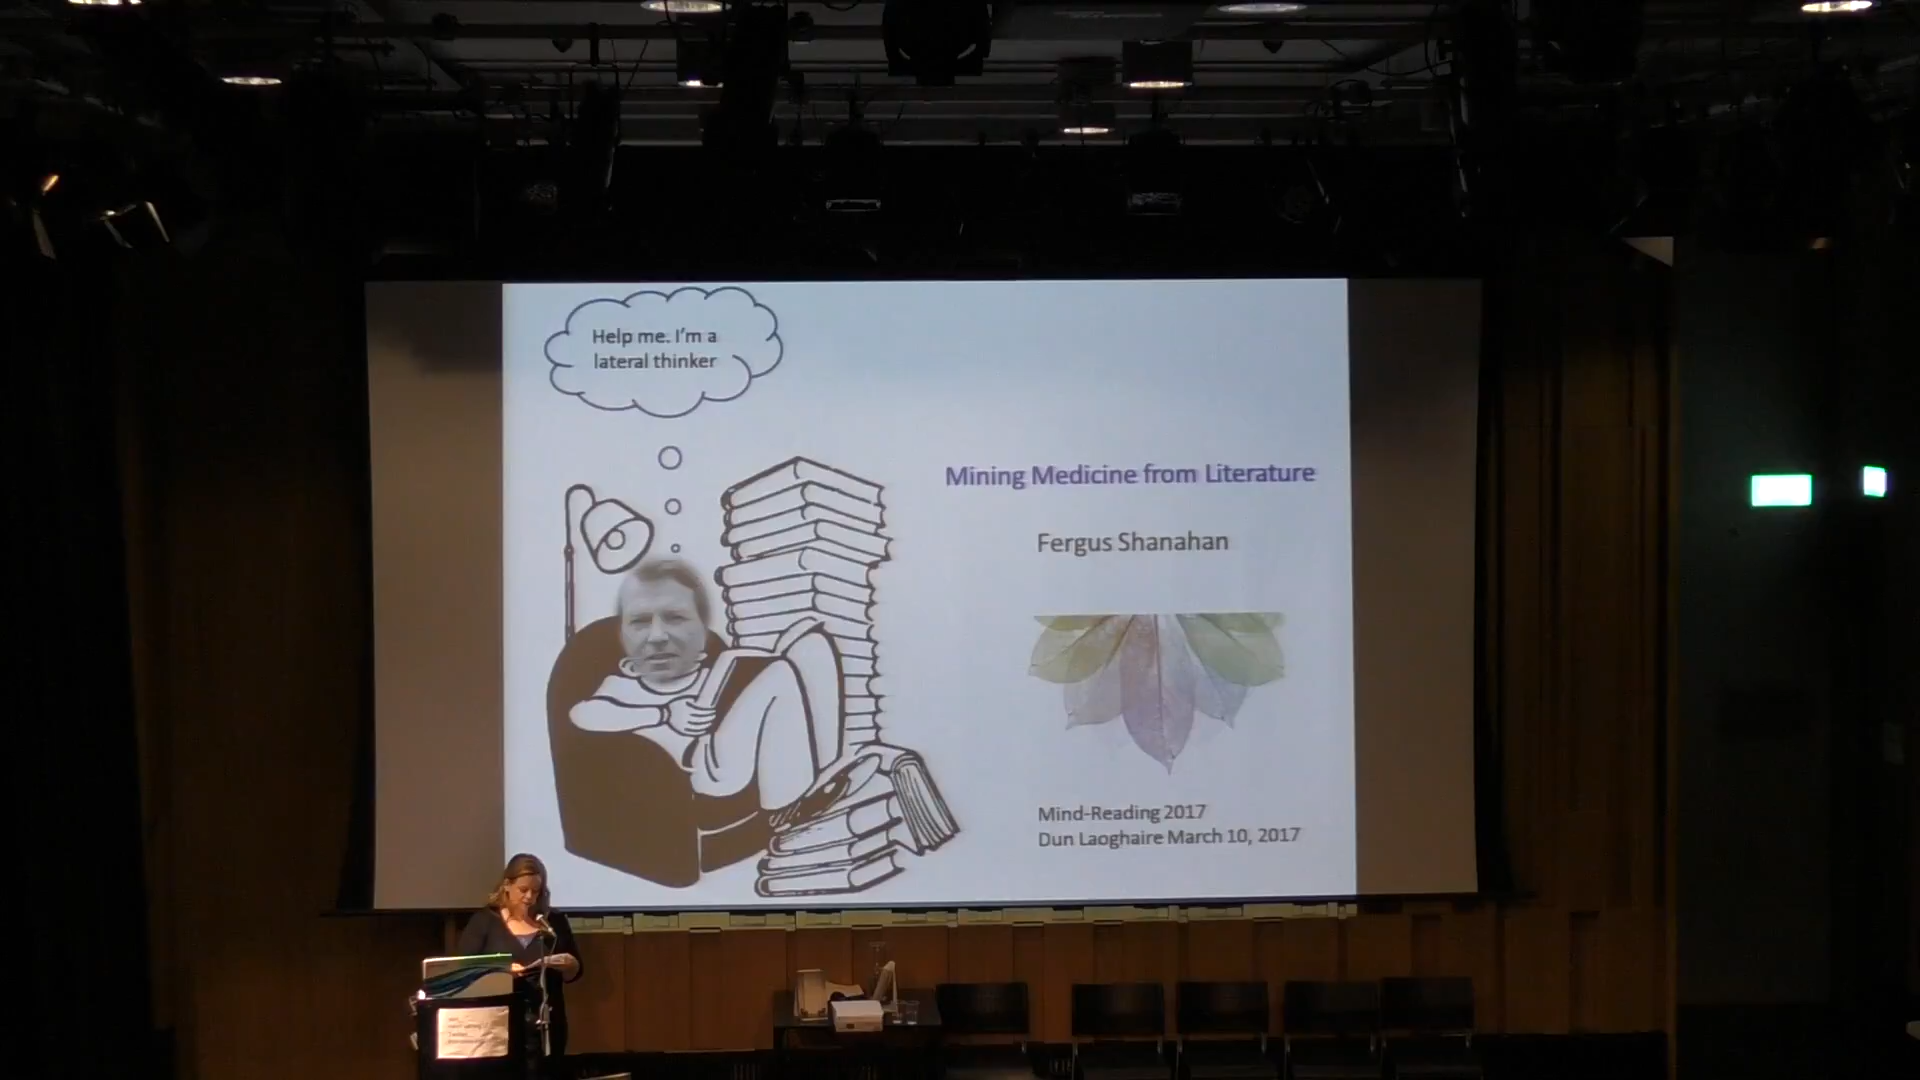 Help me. I'm a
lateral thinker
Mining Medicine from Literature
Fergus Shanahan
Mind-Reading 2017
Dun Laoghaire March 10, 2017